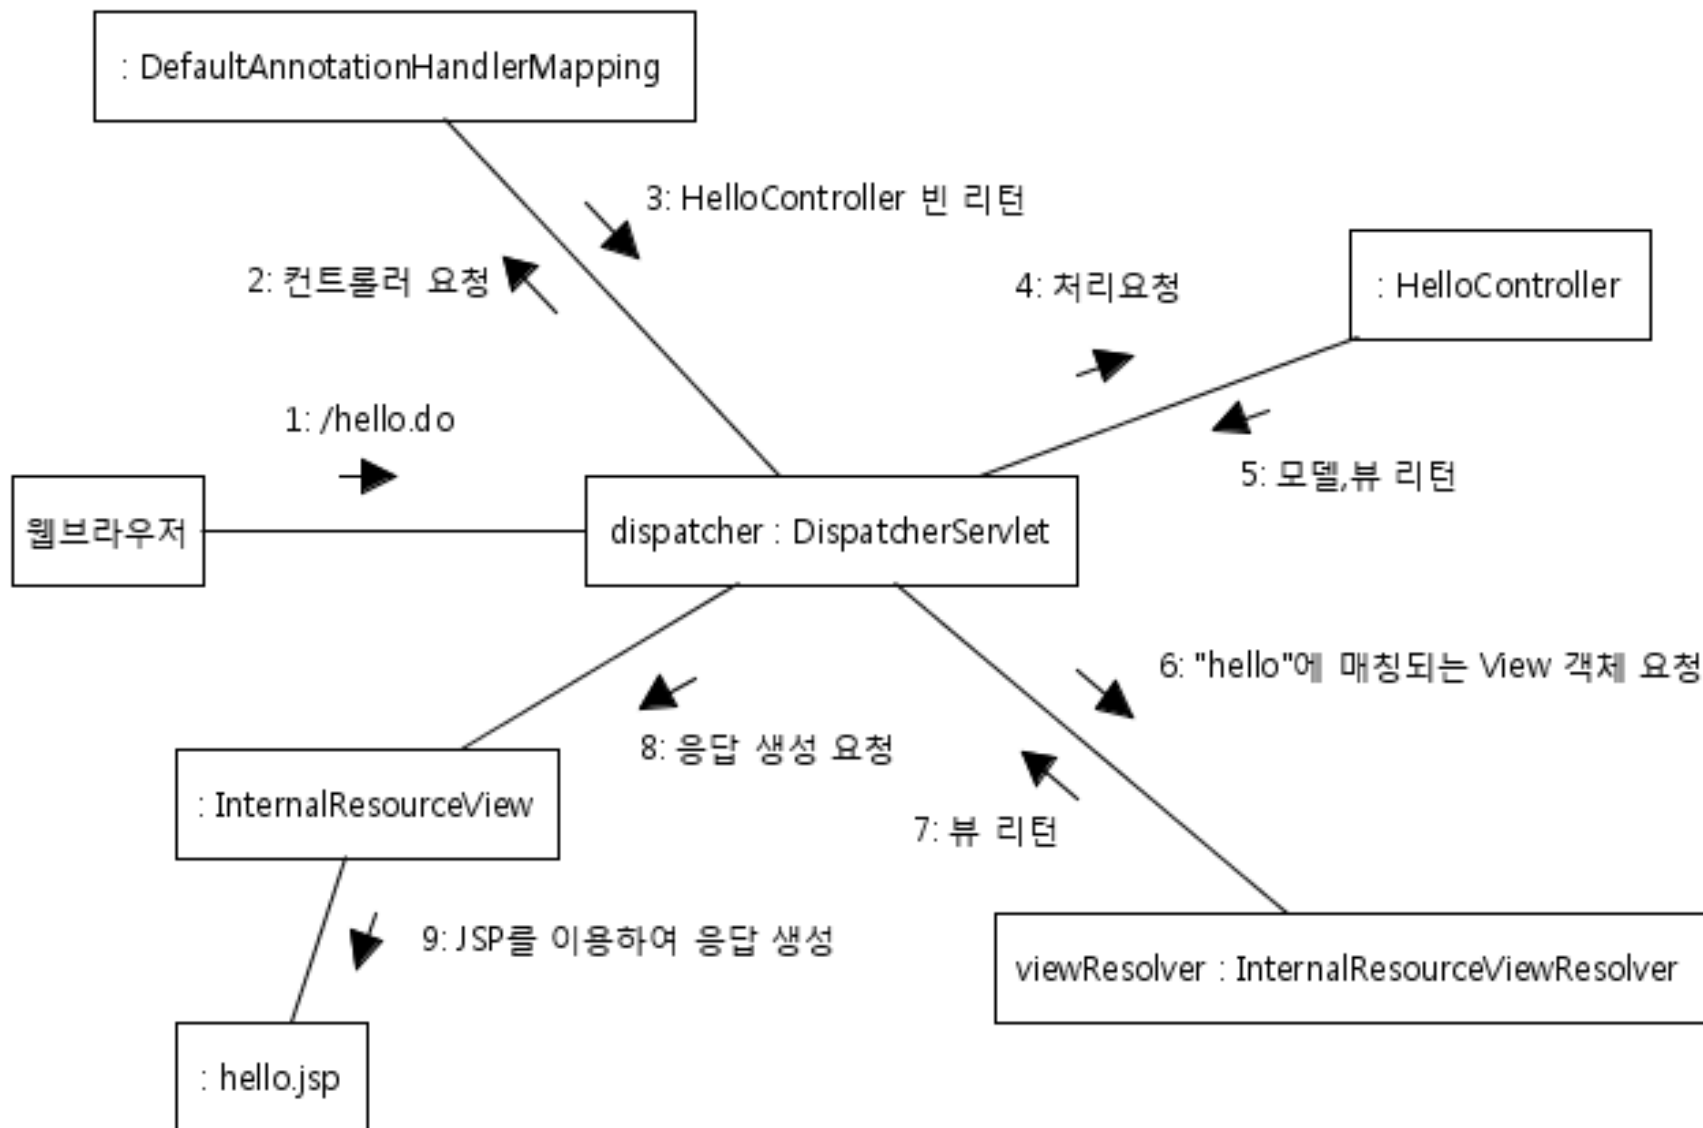 : DefaultAnnotationHandlerMapping
3: HelloController 빈 리턴
2: 컨트롤러 요청
4: 처리요청
: HelloController
1: /hello.do
5: 모델,뷰 리턴
웹브라우저
dispatcher : DispatcherServlet
6: "hello"에 매칭되는 View 객체 요청
8: 응답 생성 요청
: InternalResourceView
7: 뷰 리턴
9: JSP를 이용하여 응답 생성
viewResolver : InternalResourceViewResolver
: hello.jsp